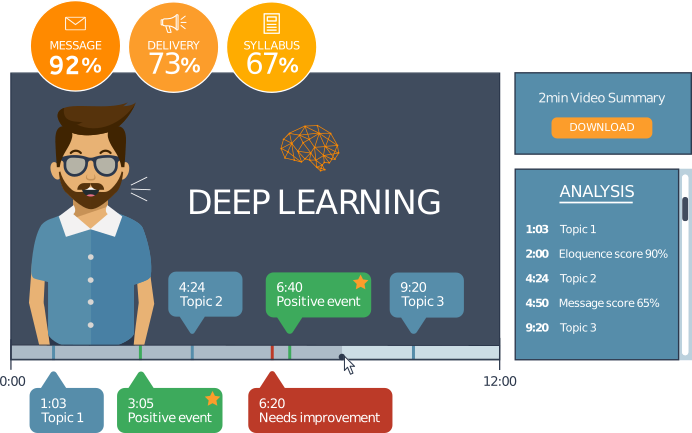 MESSAGE
92%
DELIVERY
73%
SYLLABUS
67%
2min Video Summary
DOWNLOAD
DEEP LEARNING
ANALYSIS
1:03 Topic 1
2:00 Eloquence score 90%
4:24 Topic 2
4:50 Message score 65%
9:20 Topic 3
4:24
Topic 2
6:40
Positive event
9:20
Topic 3
0:00
12:00
1:03
Topic 1
3:05
Positive event
6:20
Needs improvement